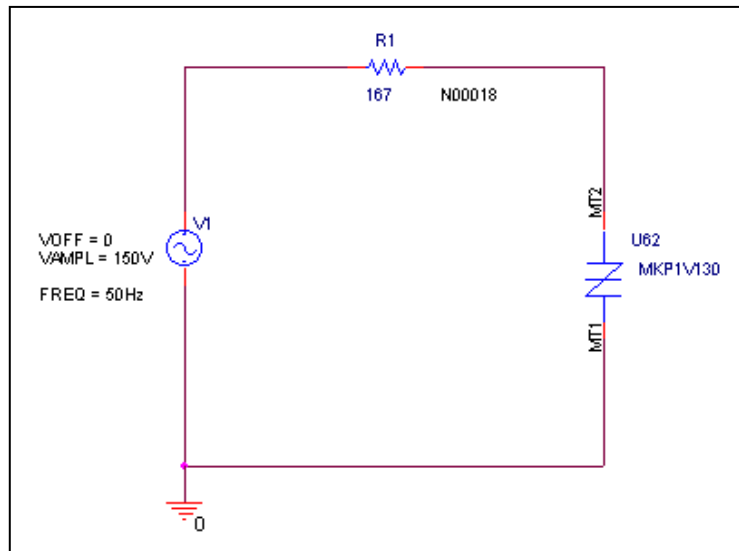 R1
167 N00018
V1
VOFF = 0
VAMPL = 150V
FREQ = 50Hz
MT2
U62
MKP1V130
MT1
0